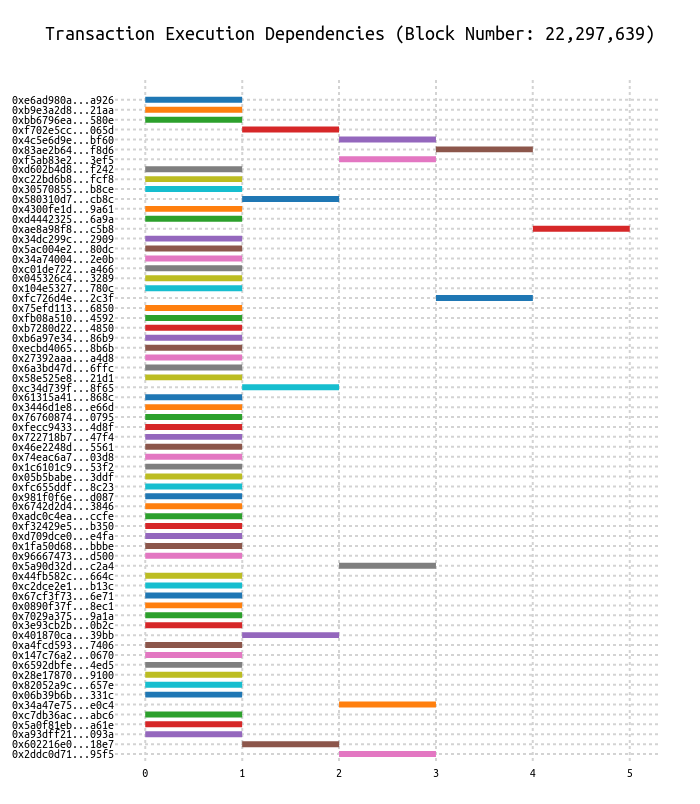 Transaction Execution Dependencies (Block Number: 22,297,639)
0xe6ad980a...a926
0xb9e3a2d8...21aa
0xbb6796ea...580e
0xf702e5cc...065d
0x4c5e6d9e...bf60
0x83ae2b64...f8d6
0xf5ab83e2...3ef5
0xd602b4d8...f242
0xc22bd6b8...fcf8
0x30570855...b8ce
0x580310d7...cb8c
0x4300fe1d...9a61
0xd4442325...6a9a
0xae8a98f8...c5b8
0x34dc299c...2909
0x5ac004e2...80dc
0x34a74004...2e0b
0xc01de722...a466
0x045326c4...3289
0x104e5327...780c
0xfc726d4e...2c3f
0x75efd113...6850
0xfb08a510...4592
0xb7280d22...4850
0xb6a97e34...86b9
0xecbd4065...8b6b
0x27392aaa...a4d8
0x6a3bd47d...6ffc
0x58e525e8...21d1
0xc34d739f...8f65
0x61315a41...868c
0x3446d1e8...e66d
0x76760874...0795
0xfecc9433...4d8f
0x722718b7...47f4
0x46e2248d...5561
0x74eac6a7...03d8
0x1c6101c9...53f2
0x05b5babe...3ddf
0xfc655ddf...8c23
0x981f0f6e...d087
0x6742d2d4...3846
0xadc0c4ea...ccfe
0xf32429e5...b350
0xd709dce0...e4fa
0x1fa50d68...bbbe
0x96667473...d500
0x5a90d32d...c2a4
0x44fb582c...664c
0xc2dce2e1...b13c
0x67cf3f73...6e71
0x0890f37f...8ec1
0x7029a375...9a1a
0x3e93cb2b...0b2c
0x401870ca...39bb
0xa4fcd593...7406
0x147c76a2...0670
0x6592dbfe...4ed5
0x28e17870...9100
0x82052a9c...657e
0x06b39b6b...331c
0x34a47e75...e0c4
0xc7db36ac...abc6
0x5a0f81eb...a61e
0xa93dff21...093a
0x602216e0...18e7
0x2ddc0d71...95f5
0 1 2 3 4 5